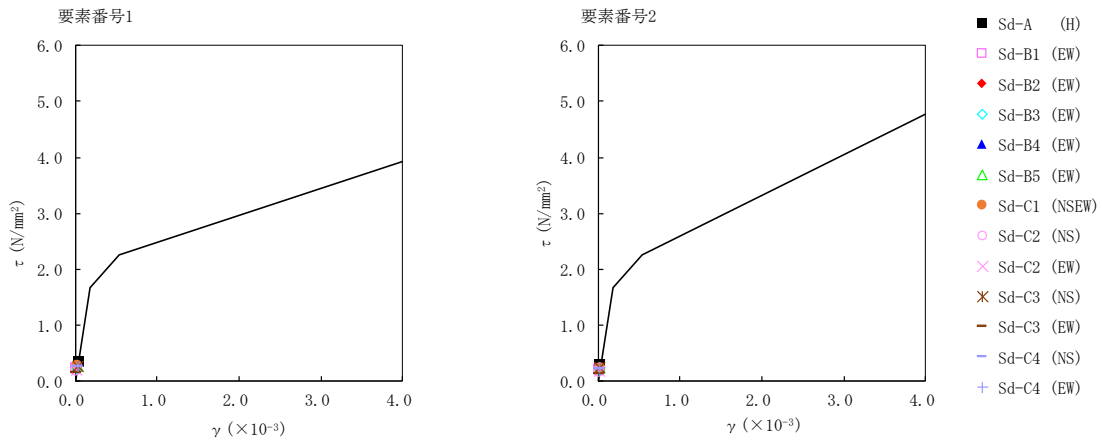 要素番号1
6.0
5.0
4.0
3.0
2.0
1.0
0.0
τ (N/mm²)
0.0 1.0 2.0 3.0 4.0
γ (×10⁻³)
要素番号2
6.0
5.0
4.0
3.0
2.0
1.0
0.0
τ (N/mm²)
0.0 1.0 2.0 3.0 4.0
γ (×10⁻³)
Sd-A (H)
Sd-B1 (EW)
Sd-B2 (EW)
Sd-B3 (EW)
Sd-B4 (EW)
Sd-B5 (EW)
Sd-C1 (NSEW)
Sd-C2 (NS)
Sd-C2 (EW)
Sd-C3 (NS)
Sd-C3 (EW)
Sd-C4 (NS)
Sd-C4 (EW)